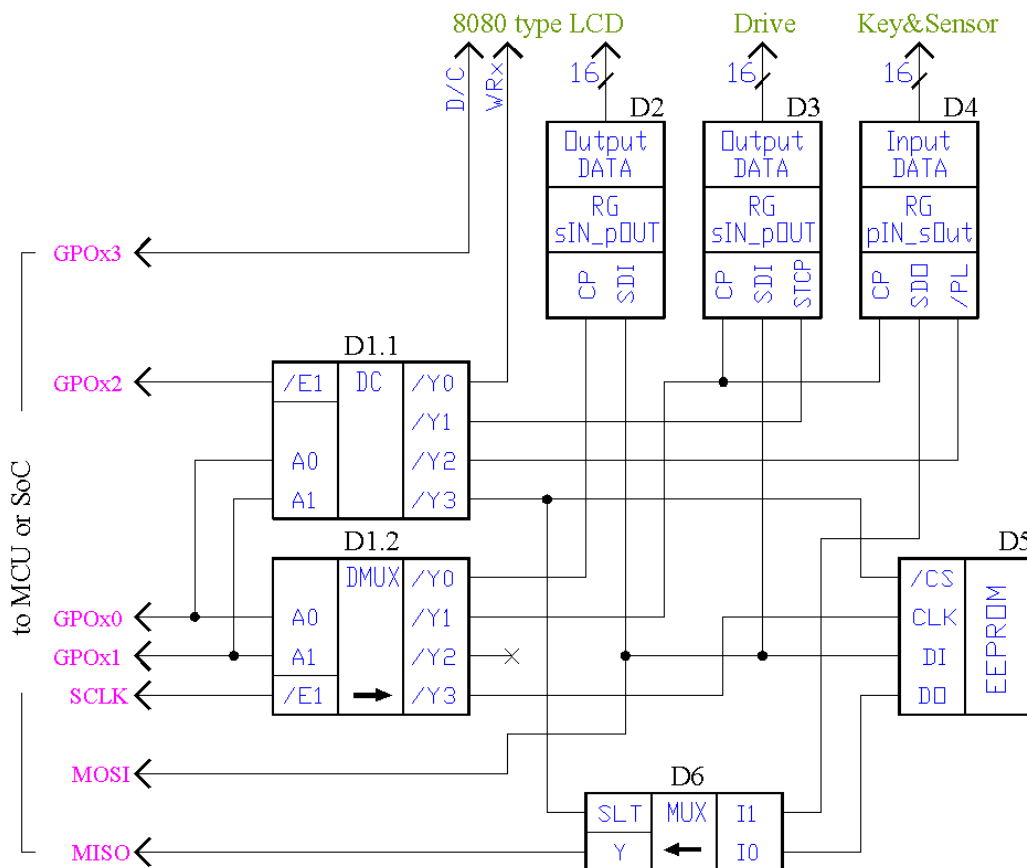 8080 type LCD
Drive
Key&Sensor
D/C
WRx
16
16
16
D2
D3
D4
Output
DATA
Output
DATA
Input
DATA
RG
sIN_pOUT
RG
sIN_pOUT
RG
pIN_sOut
CP
SDI
CP
SDI
STCP
CP
SDO
/PL
GPOx3
D1.1
GPOx2
/E1
DC
/Y0
/Y1
A0
/Y2
A1
/Y3
to MCU or SoC
D1.2
D5
DMUX
/Y0
/CS
GPOx0
A0
/Y1
CLK
GPOx1
A1
/Y2
DI
SCLK
/E1
/Y3
DO
EEPROM
MOSI
D6
SLT
MUX
I1
MISO
Y
I0